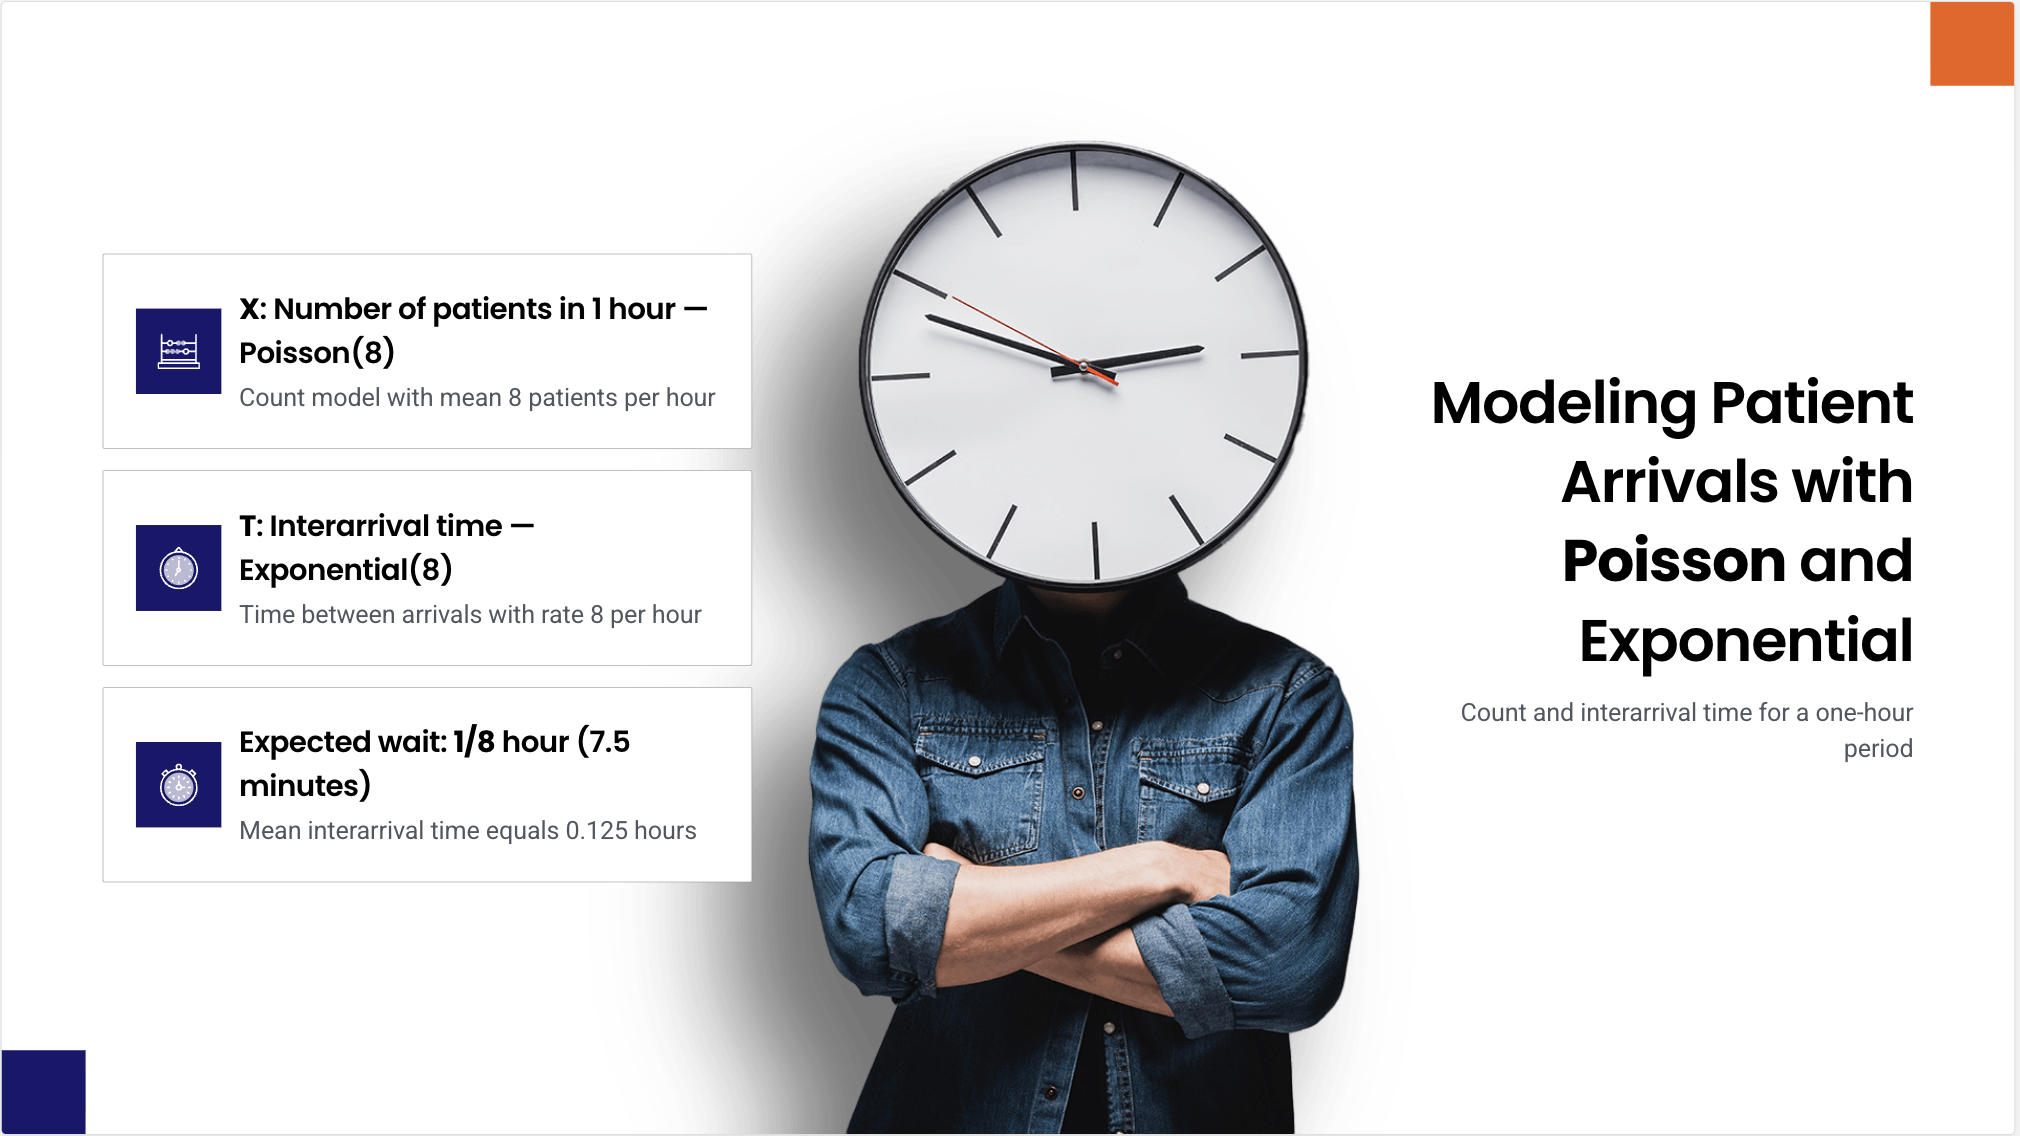 X: Number of patients in 1 hour —
Poisson(8)
Count model with mean 8 patients per hour
T: Interarrival time —
Exponential(8)
Time between arrivals with rate 8 per hour
Expected wait: 1/8 hour (7.5
minutes)
Mean interarrival time equals 0.125 hours
Modeling Patient
Arrivals with
Poisson and
Exponential
Count and interarrival time for a one-hour
period